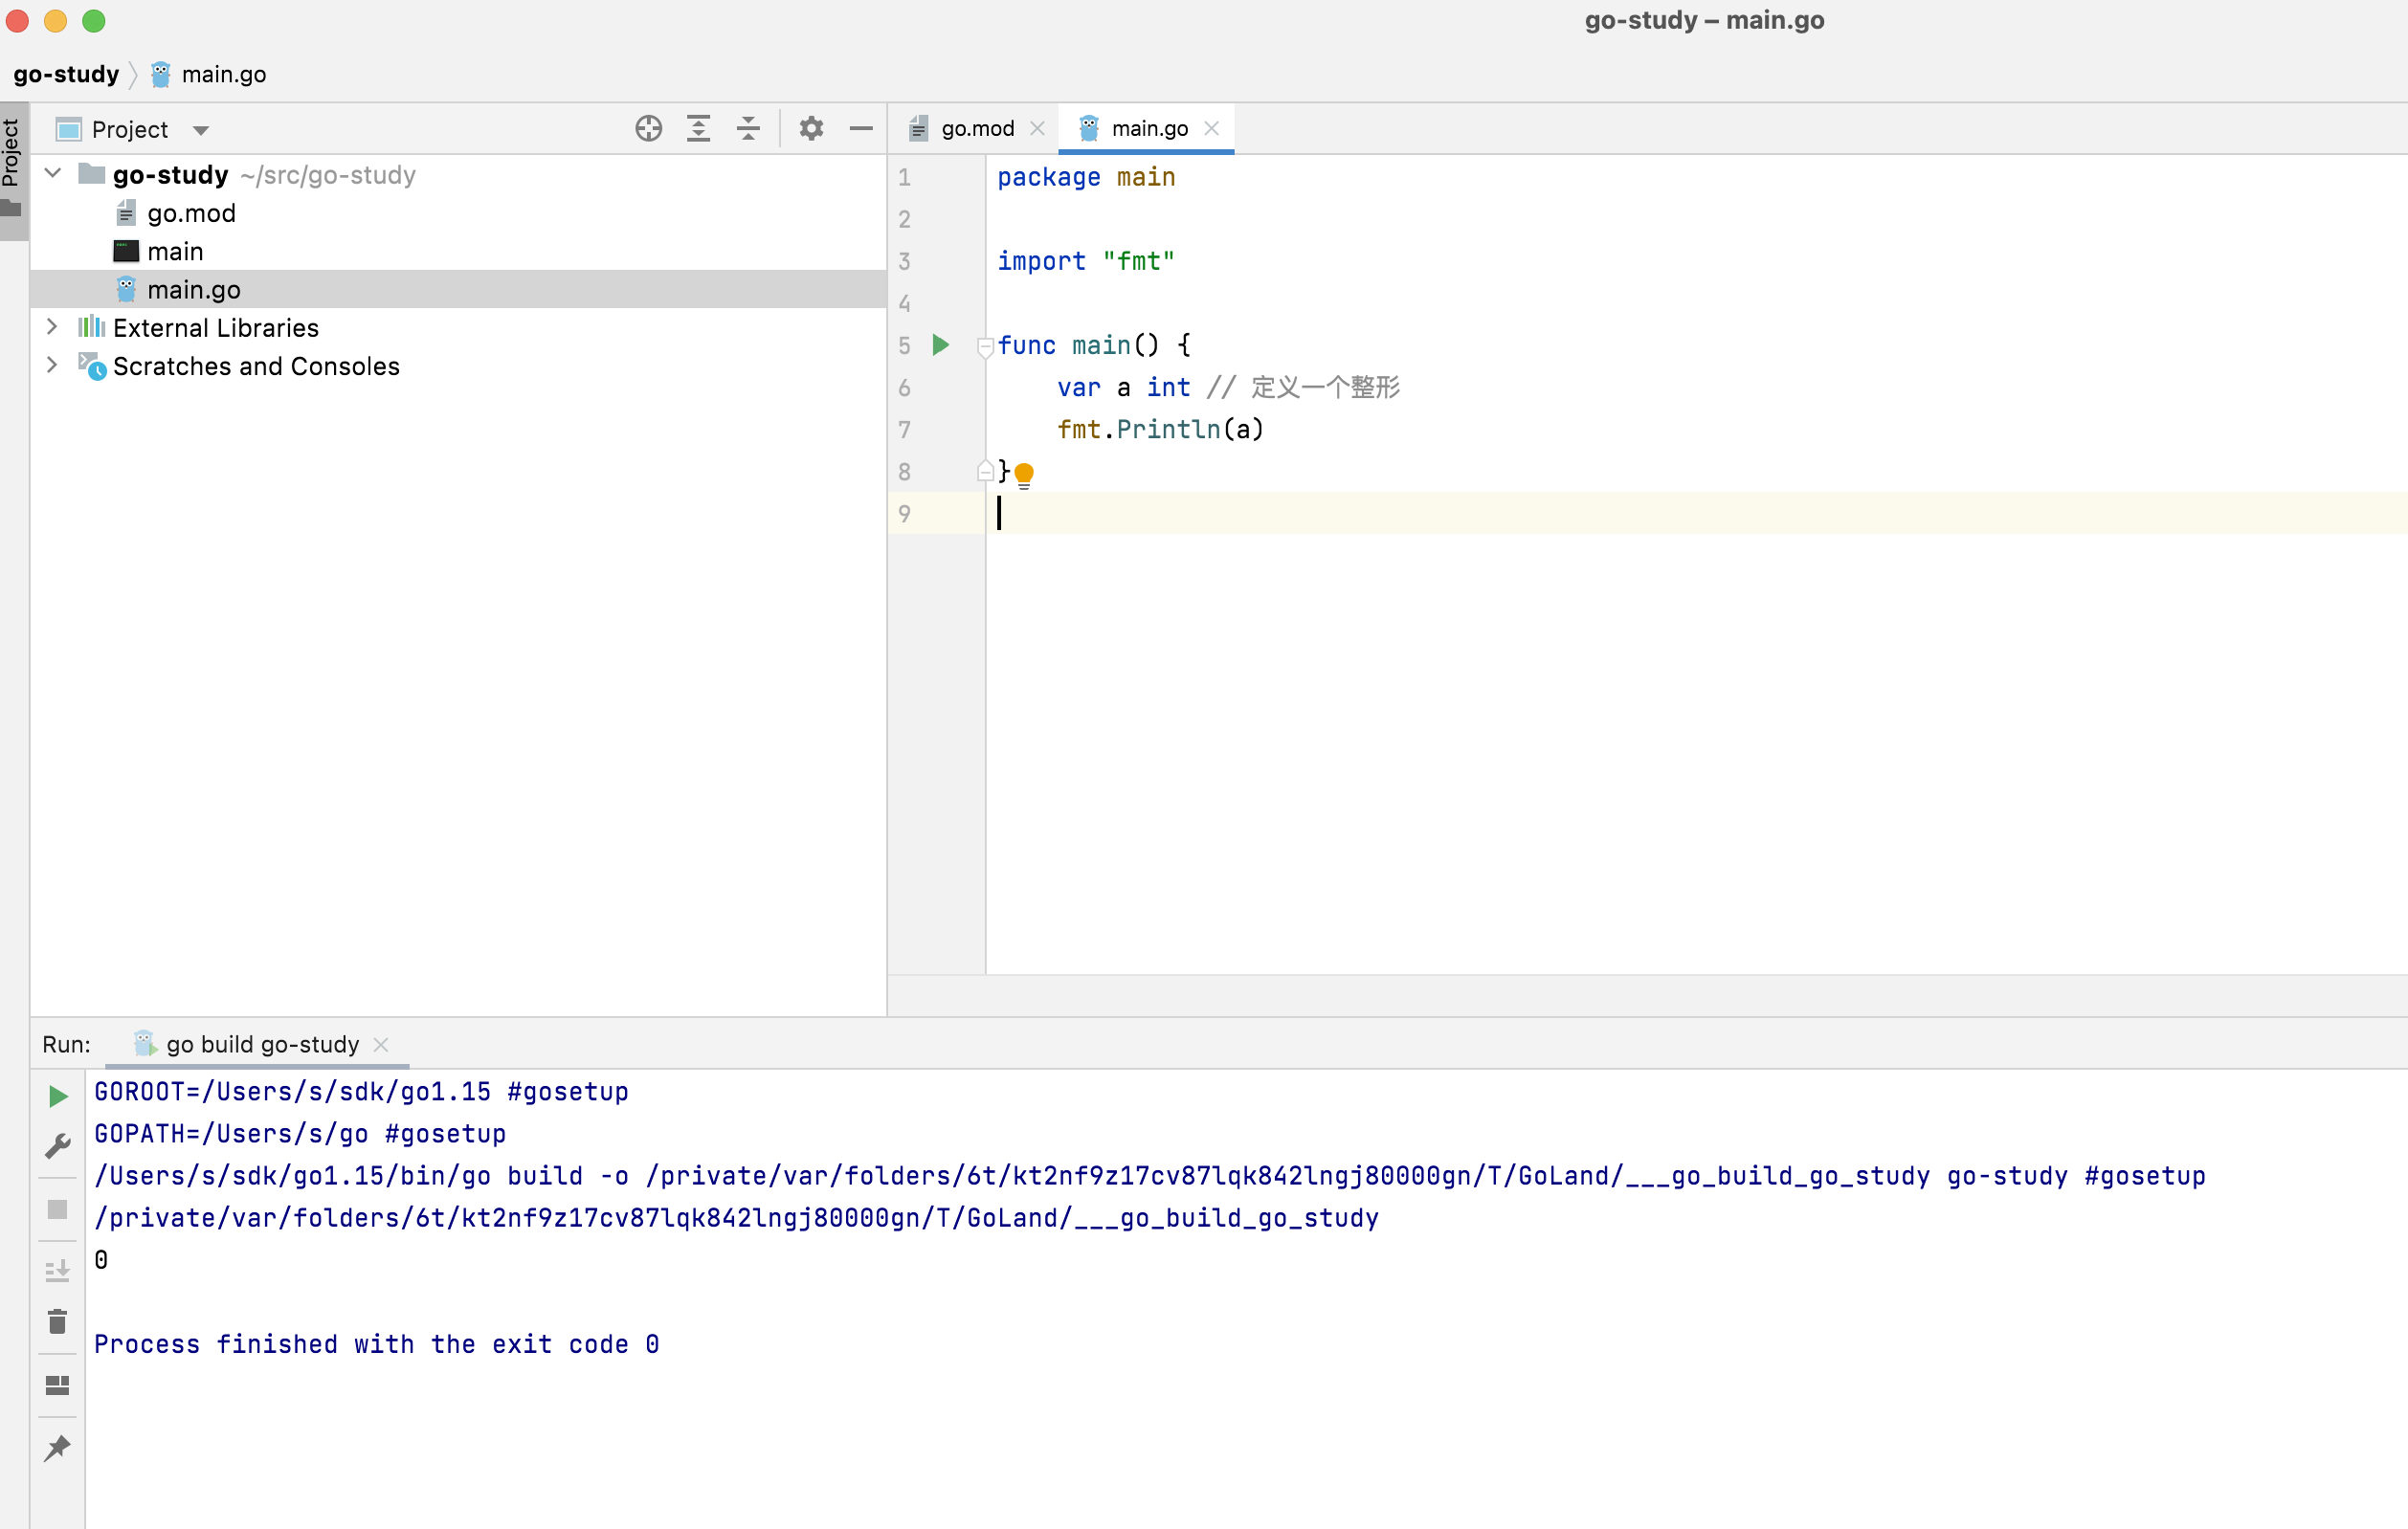 go-study – main.go
go-study
main.go
Project
Project
go-study ~/src/go-study
go.mod
main
main.go
External Libraries
Scratches and Consoles
go.mod
main.go
1 package main
2
3 import "fmt"
4
5 func main() {
6 var a int // 定义一个整形
7 fmt.Println(a)
8 }
9
Run: go build go-study
GOROOT=/Users/s/sdk/go1.15 #gosetup
GOPATH=/Users/s/go #gosetup
/Users/s/sdk/go1.15/bin/go build -o /private/var/folders/6t/kt2nf9z17cv87lqk842lngj80000gn/T/GoLand/___go_build_go_study go-study #gosetup
/private/var/folders/6t/kt2nf9z17cv87lqk842lngj80000gn/T/GoLand/___go_build_go_study
0
Process finished with the exit code 0